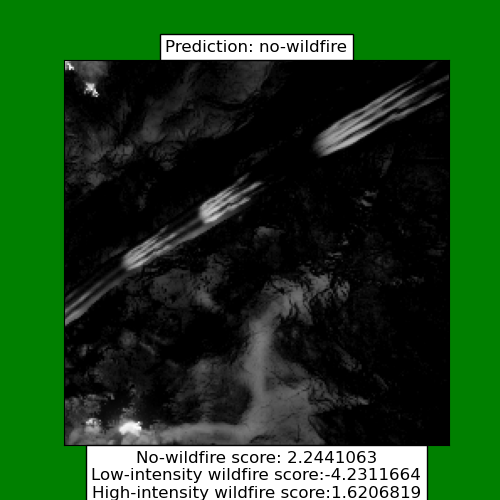 Prediction: no-wildfire
No-wildfire score: 2.2441063
Low-intensity wildfire score:-4.2311664
High-intensity wildfire score:1.6206819